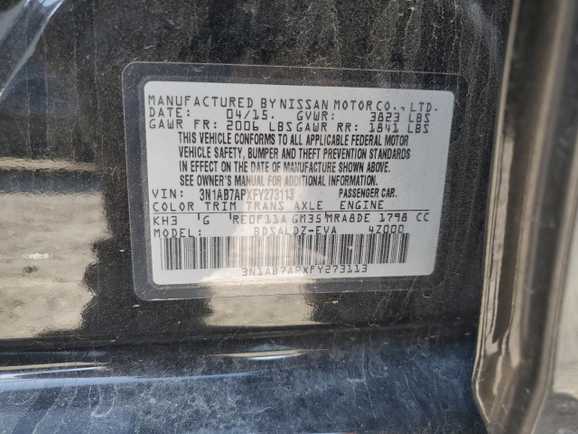 MANUFACTURED BY NISSAN MOTOR CO., LTD.
DATE: 04/15. GVWR: 3823 LBS
GAWR FR: 2006 LBS GAWR RR: 1841 LBS
THIS VEHICLE CONFORMS TO ALL APPLICABLE FEDERAL MOTOR
VEHICLE SAFETY, BUMPER AND THEFT PREVENTION STANDARDS
IN EFFECT ON THE DATE OF MANUFACTURE SHOWN ABOVE.
SEE OWNER'S MANUAL FOR ADDITIONAL INFORMATION.
VIN: 3N1AB7APXFY273113 PASSENGER CAR.
COLOR TRIM TRANS AXLE ENGINE
KH3 G RE0F11A GM35 MRA8DE 1798 CC
MODEL: BDSALDZ-EVA 4Z000
3N1AB7APXFY273113